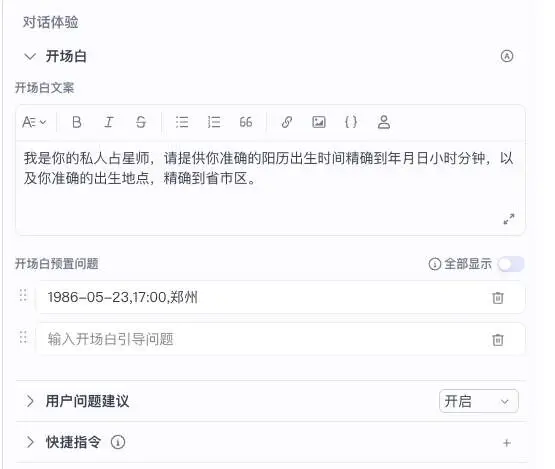 对话体验
开场白
开场白文案
我是你的私人占星师，请提供你准确的阳历出生时间精确到年月日小时分钟，以
及你准确的出生地点，精确到省市区。
开场白预置问题 全部显示
1986-05-23,17:00,郑州
输入开场白引导问题
用户问题建议 开启
快捷指令